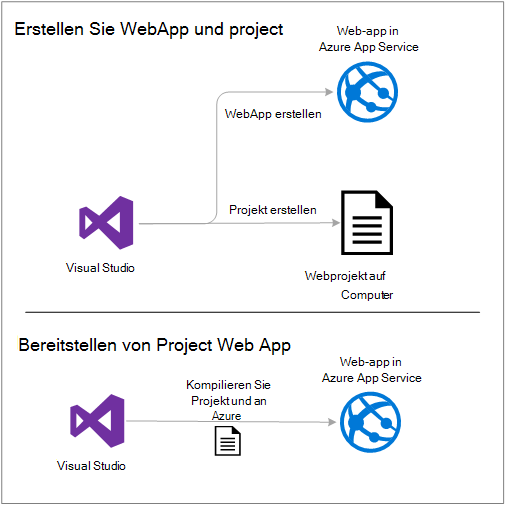 Erstellen Sie WebApp und project
Web-app in
Azure App Service
WebApp erstellen
Projekt erstellen
Visual Studio
Webprojekt auf
Computer
Bereitstellen von Project Web App
Web-app in
Azure App Service
Kompilieren Sie
Projekt und an
Azure
Visual Studio